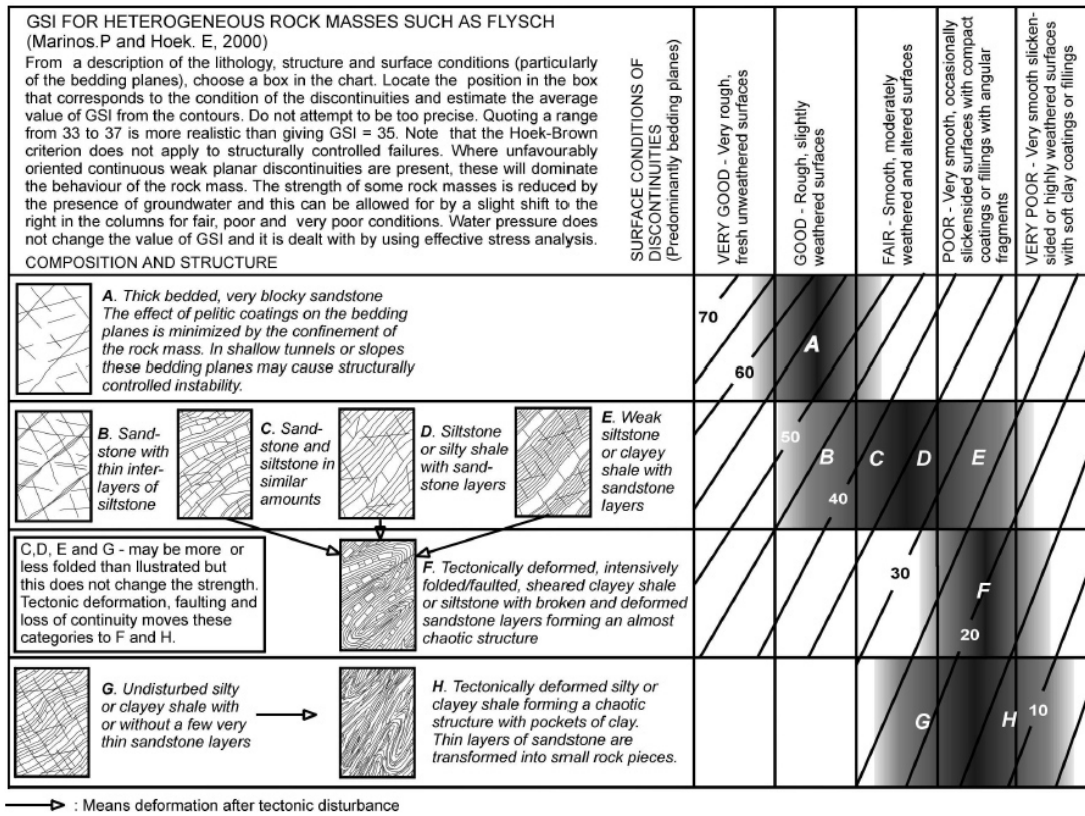 GSI FOR HETEROGENEOUS ROCK MASSES SUCH AS FLYSCH
(Marinos.P and Hoek. E, 2000)
From a description of the lithology, structure and surface conditions (particularly
of the bedding planes), choose a box in the chart. Locate the position in the box
that corresponds to the condition of the discontinuities and estimate the average
value of GSI from the contours. Do not attempt to be too precise. Quoting a range
from 33 to 37 is more realistic than giving GSI = 35. Note that the Hoek-Brown
criterion does not apply to structurally controlled failures. Where unfavourably
oriented continuous weak planar discontinuities are present, these will dominate
the behaviour of the rock mass. The strength of some rock masses is reduced by
the presence of groundwater and this can be allowed for by a slight shift to the
right in the columns for fair, poor and very poor conditions. Water pressure does
not change the value of GSI and it is dealt with by using effective stress analysis.
COMPOSITION AND STRUCTURE
SURFACE CONDITIONS OF
DISCONTINUITIES
(Predominantly bedding planes)
VERY GOOD - Very rough,
fresh unweathered surfaces
GOOD - Rough, slightly
weathered surfaces
FAIR - Smooth, moderately
weathered and altered surfaces
POOR - Very smooth, occasionally
slickensided surfaces with compact
coatings or fillings with angular
fragments
VERY POOR - Very smooth slicken-
sided or highly weathered surfaces
with soft clay coatings or fillings
A. Thick bedded, very blocky sandstone
The effect of pelitic coatings on the bedding
planes is minimized by the confinement of
the rock mass. In shallow tunnels or slopes
these bedding planes may cause structurally
controlled instability.
70
60
A
B. Sand-
stone with
thin inter-
layers of
siltstone
C. Sand-
stone and
siltstone in
similar
amounts
D. Siltstone
or silty shale
with sand-
stone layers
E. Weak
siltstone
or clayey
shale with
sandstone
layers
50
B
C
D
E
40
C,D, E and G - may be more or
less folded than llustrated but
this does not change the strength.
Tectonic deformation, faulting and
loss of continuity moves these
categories to F and H.
F. Tectonically deformed, intensively
folded/faulted, sheared clayey shale
or siltstone with broken and deformed
sandstone layers forming an almost
chaotic structure
30
F
20
G. Undisturbed silty
or clayey shale with
or without a few very
thin sandstone layers
H. Tectonically deformed silty or
clayey shale forming a chaotic
structure with pockets of clay.
Thin layers of sandstone are
transformed into small rock pieces.
G
H
10
: Means deformation after tectonic disturbance